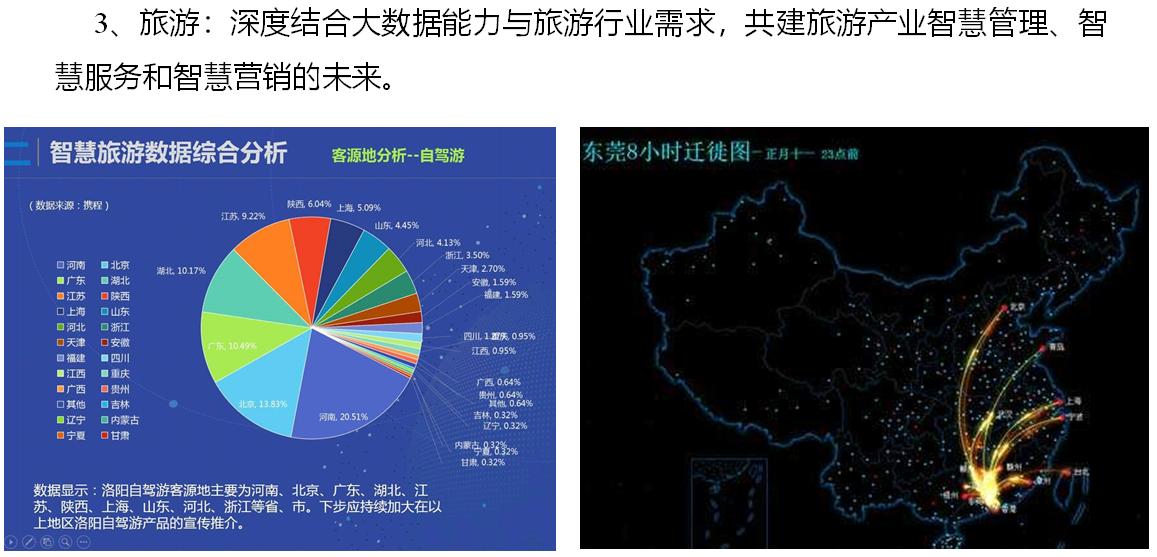 3、旅游：深度结合大数据能力与旅游行业需求，共建旅游产业智慧管理、智
慧服务和智慧营销的未来。
智慧旅游数据综合分析
客源地分析--自驾游
（数据来源：携程）
河南 北京
广东 湖北
江苏 陕西
上海 山东
河北 浙江
天津 安徽
福建 四川
江西 重庆
广西 贵州
其他 吉林
辽宁 内蒙古
宁夏 甘肃
陕西, 6.04%
上海, 5.09%
江苏, 9.22%
山东, 4.45%
河北, 4.13%
浙江, 3.50%
湖北, 10.17%
天津, 2.70%
安徽, 1.59%
福建, 1.59%
四川, 1.27%
重庆, 0.95%
广东, 10.49%
江西, 0.95%
广西, 0.64%
贵州, 0.64%
其他, 0.64%
北京, 13.83%
河南, 20.51%
吉林, 0.32%
辽宁, 0.32%
内蒙古, 0.32%
宁夏, 0.32%
甘肃, 0.32%
数据显示：洛阳自驾游客源地主要为河南、北京、广东、湖北、江
苏、陕西、上海、山东、河北、浙江等省、市。下步应持续加大在以
上地区洛阳自驾游产品的宣传推介。
东莞8小时迁徙图-正月十一 23点前
北京
青岛
上海
宁波
武汉
台北
香港